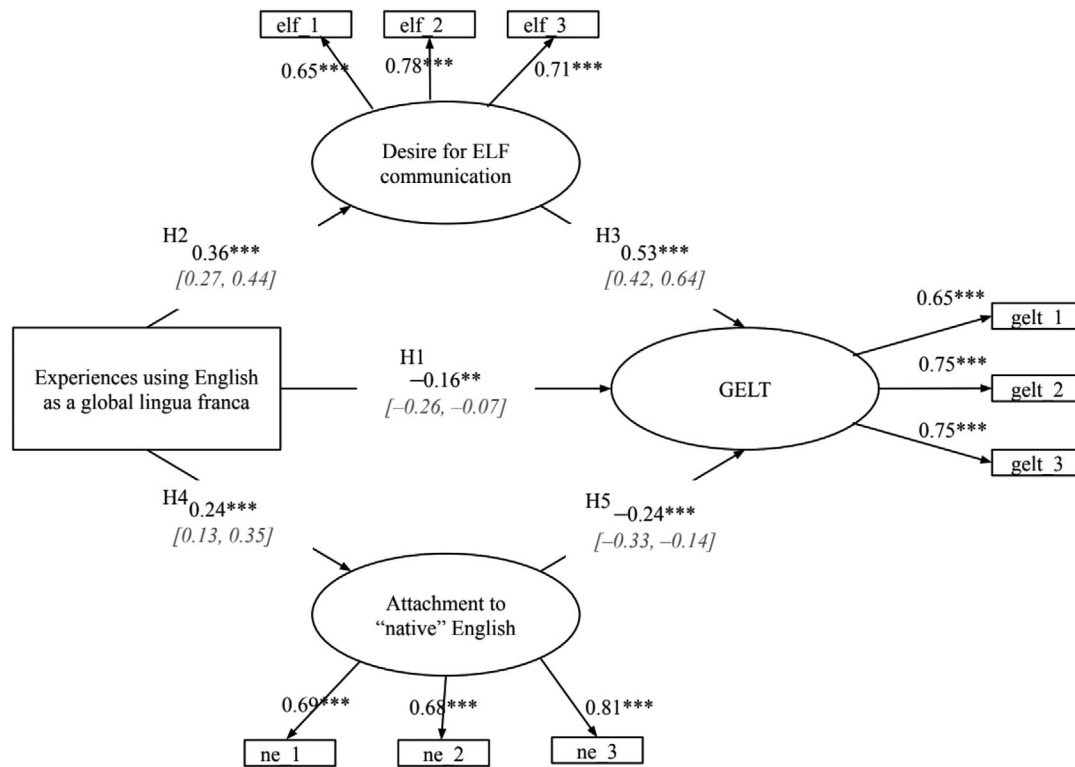 elf_1
elf_2
elf_3
0.65***
0.78***
0.71***
Desire for ELF
communication
H2
0.36***
[0.27, 0.44]
H3
0.53***
[0.42, 0.64]
Experiences using English
as a global lingua franca
H1
−0.16**
[−0.26, −0.07]
GELT
0.65***
gelt_1
0.75***
gelt_2
0.75***
gelt_3
H4
0.24***
[0.13, 0.35]
H5
−0.24***
[−0.33, −0.14]
Attachment to
“native” English
0.69***
0.68***
0.81***
ne_1
ne_2
ne_3